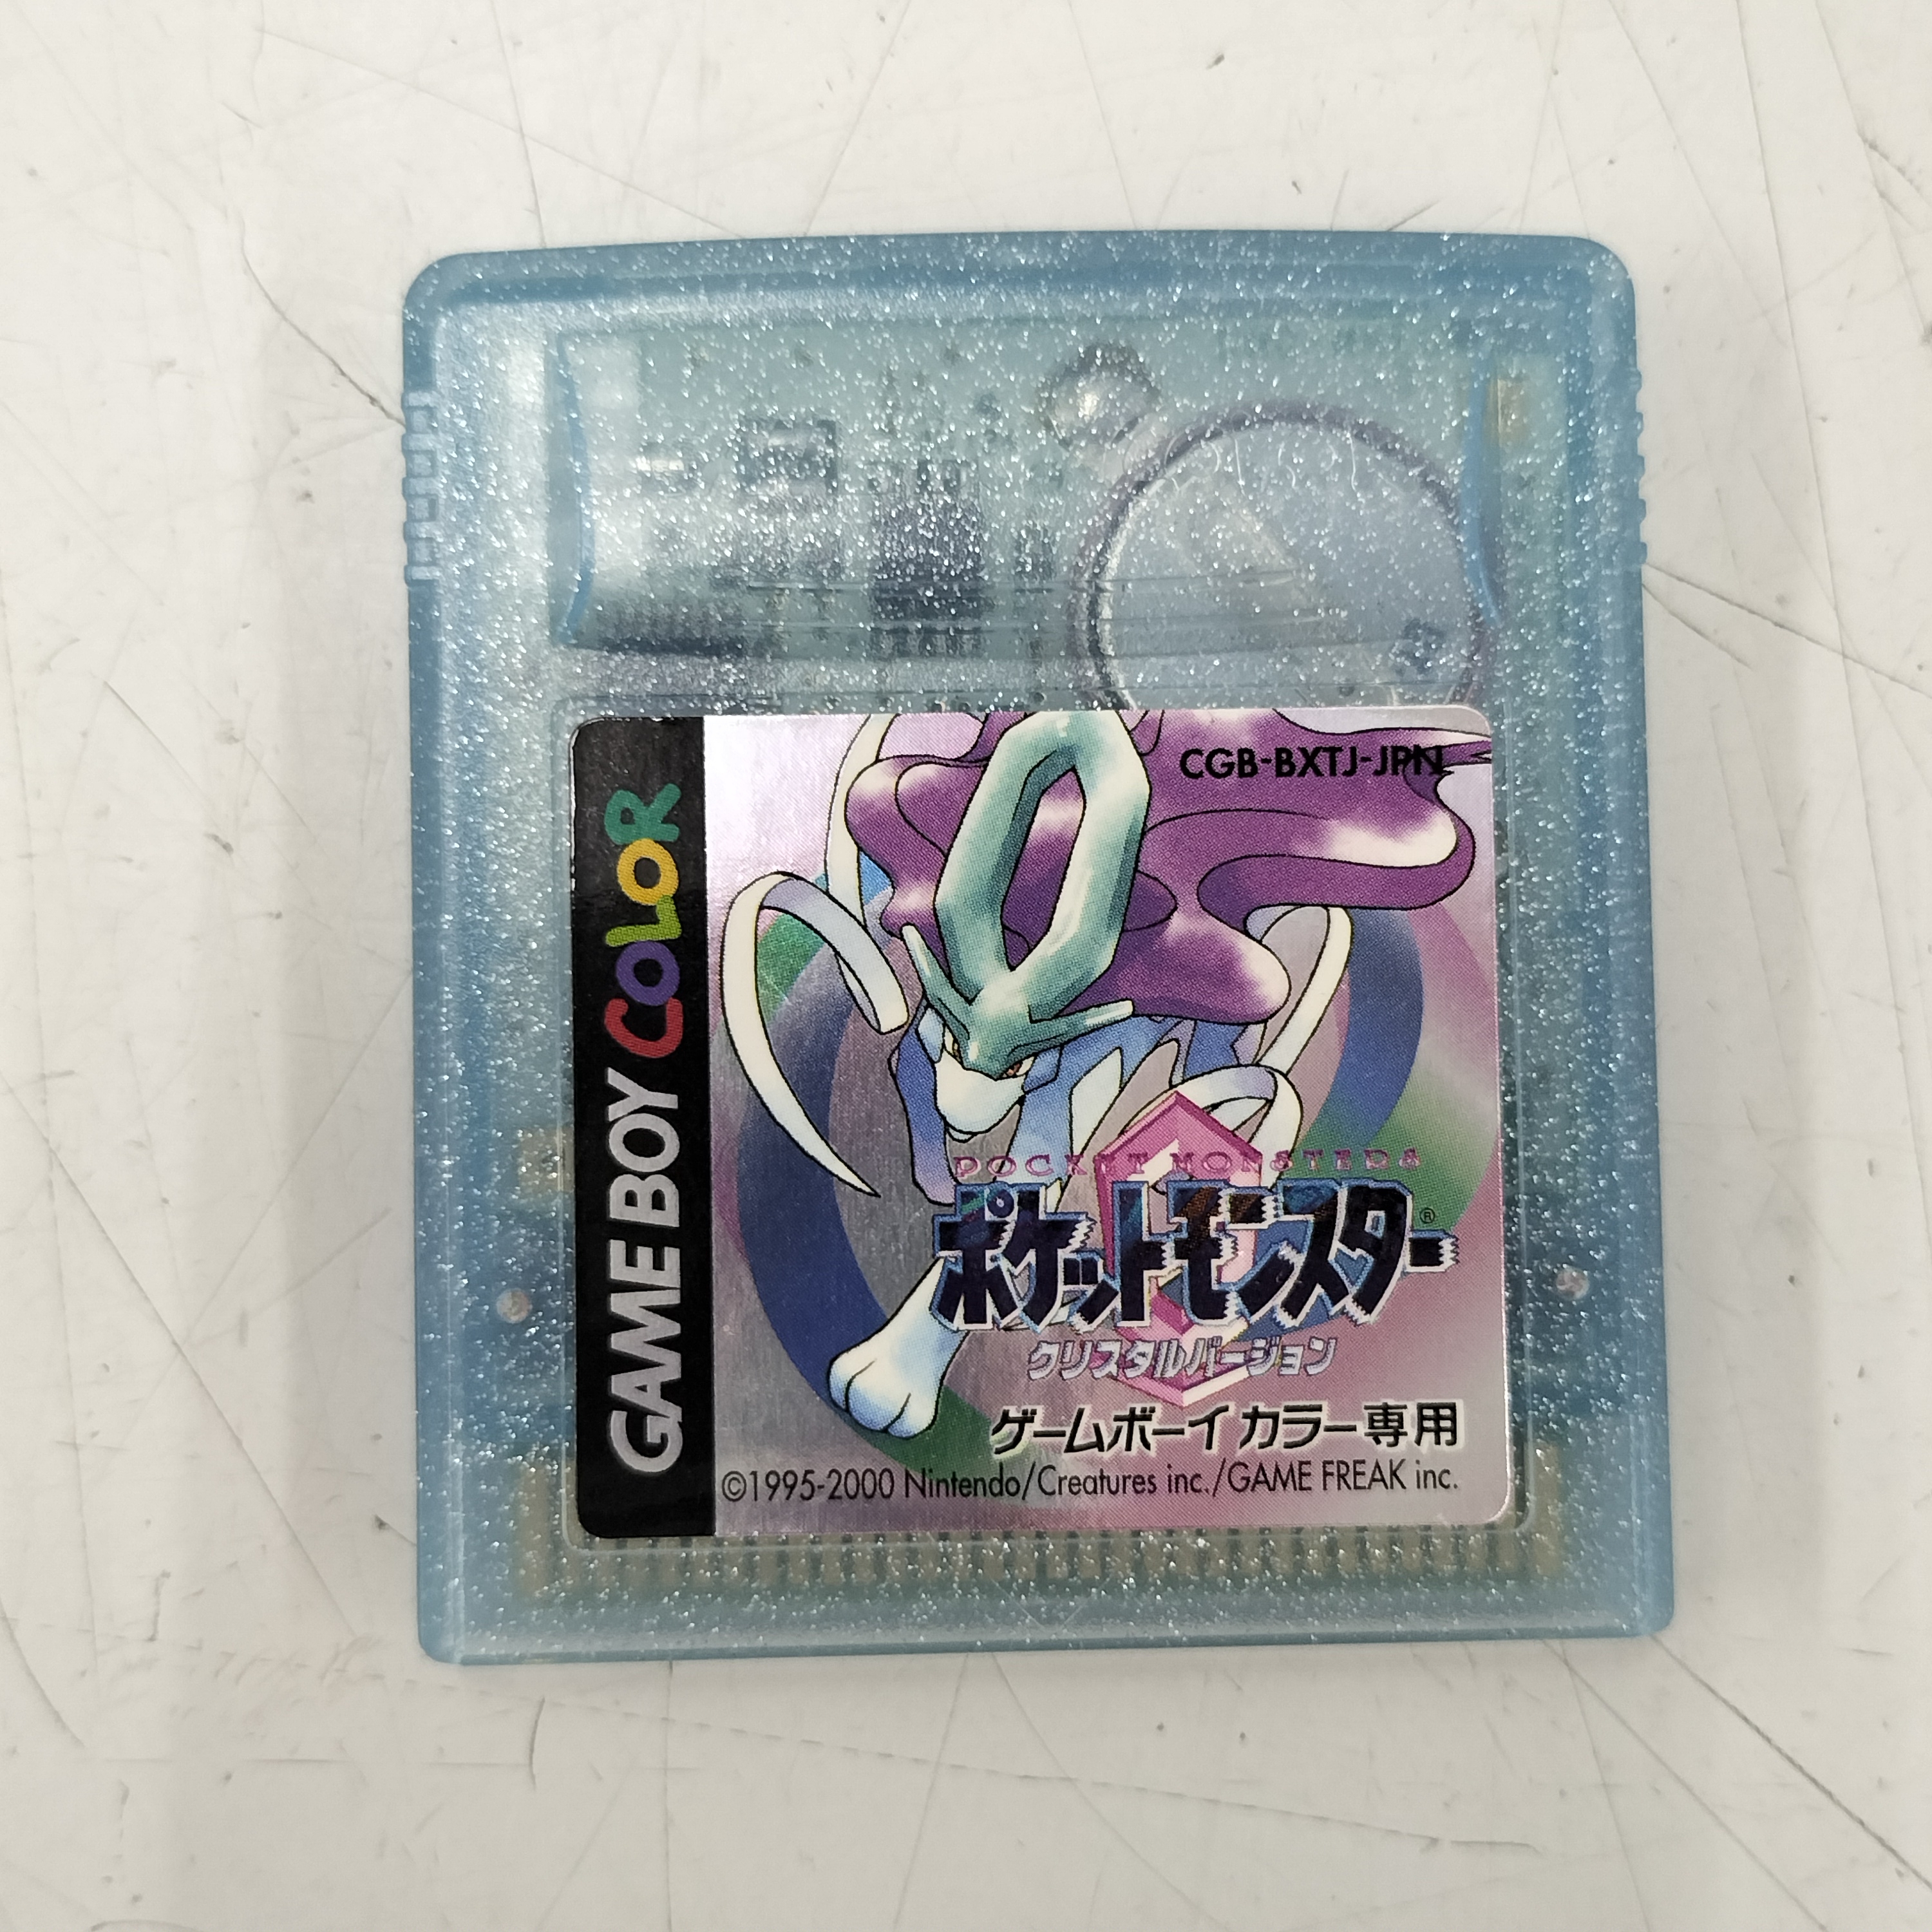 GAME BOY COLOR
CGB-BXTJ-JPN
POCKET MONSTERS
ポケットモンスター®
クリスタルバージョン
ゲームボーイカラー専用
©1995-2000 Nintendo/Creatures inc./GAME FREAK inc.